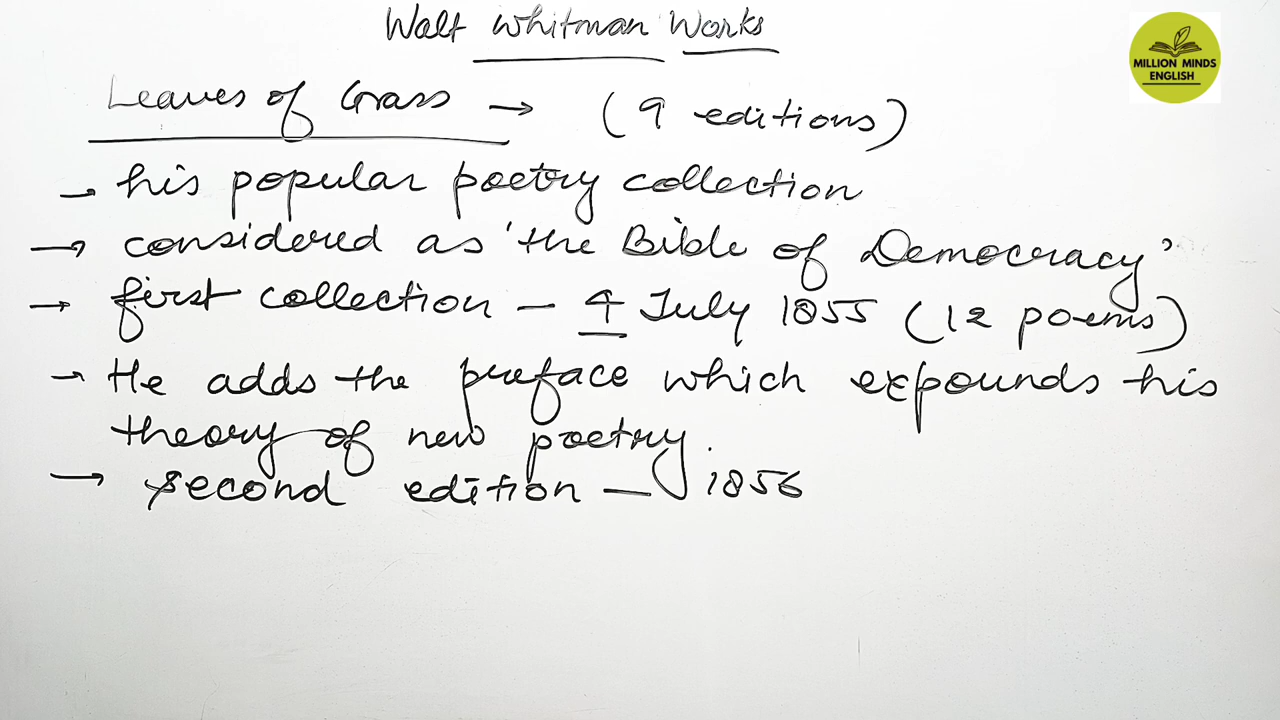 Walt Whitman Works
MILLION MINDS
ENGLISH
Leaves of Grass → (9 editions)
→ his popular poetry collection
→ considered as 'the Bible of Democracy'
→ first collection — 4 July 1855 (12 poems)
→ He adds the preface which expounds his
theory of new poetry.
→ second edition — 1856